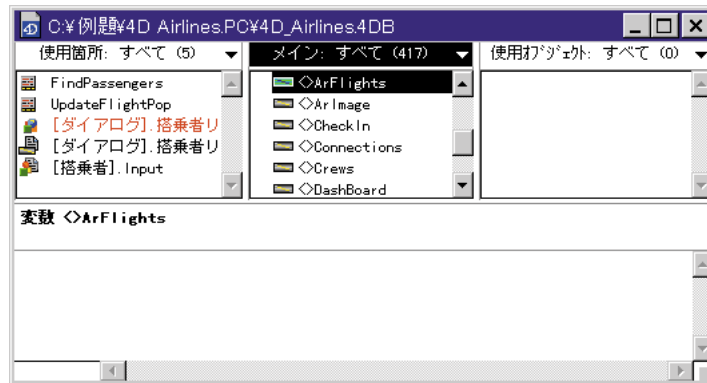 C:¥例題¥4D Airlines.PC¥4D_Airlines.4DB
使用箇所: すべて (5)
メイン: すべて (417)
使用ｵﾌﾞｼﾞｪｸﾄ: すべて (0)
FindPassengers
UpdateFlightPop
[ダイアログ].搭乗者リ
[ダイアログ].搭乗者リ
[搭乗者].Input
<>ArFlights
<>ArImage
<>CheckIn
<>Connections
<>Crews
<>DashBoard
変数 <>ArFlights